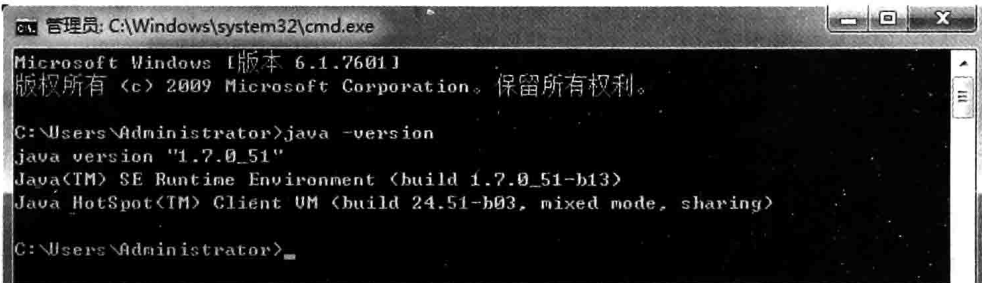 管理员: C:\Windows\system32\cmd.exe
Microsoft Windows [版本 6.1.7601]
版权所有 (c) 2009 Microsoft Corporation。保留所有权利。
C:\Users\Administrator>java -version
java version "1.7.0_51"
Java(TM) SE Runtime Environment (build 1.7.0_51-b13)
Java HotSpot(TM) Client VM (build 24.51-b03, mixed mode, sharing)
C:\Users\Administrator>